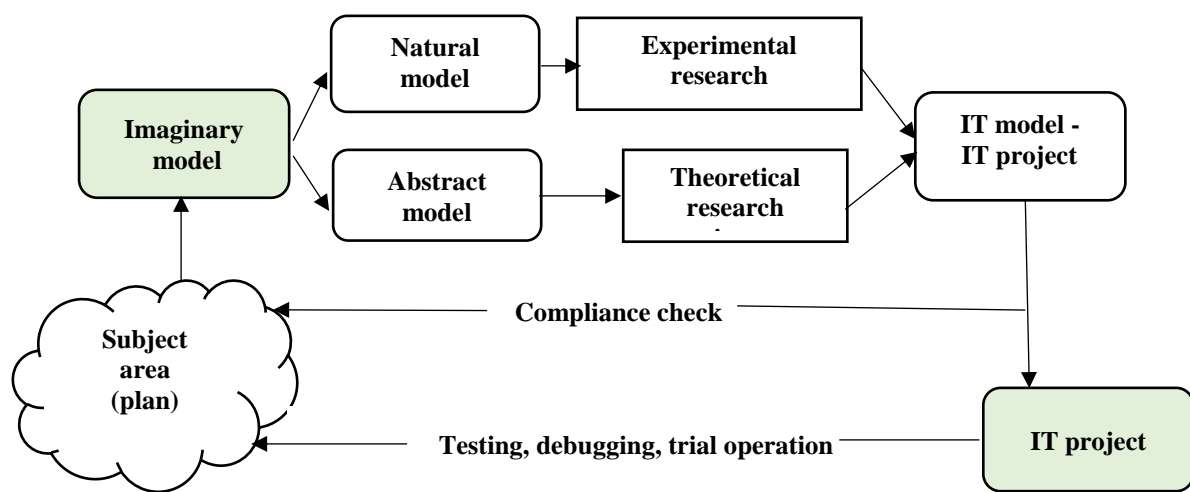 Natural
model
Experimental
research
Imaginary
model
IT model -
IT project
Abstract
model
Theoretical
research
Subject
area
(plan)
Compliance check
Testing, debugging, trial operation
IT project